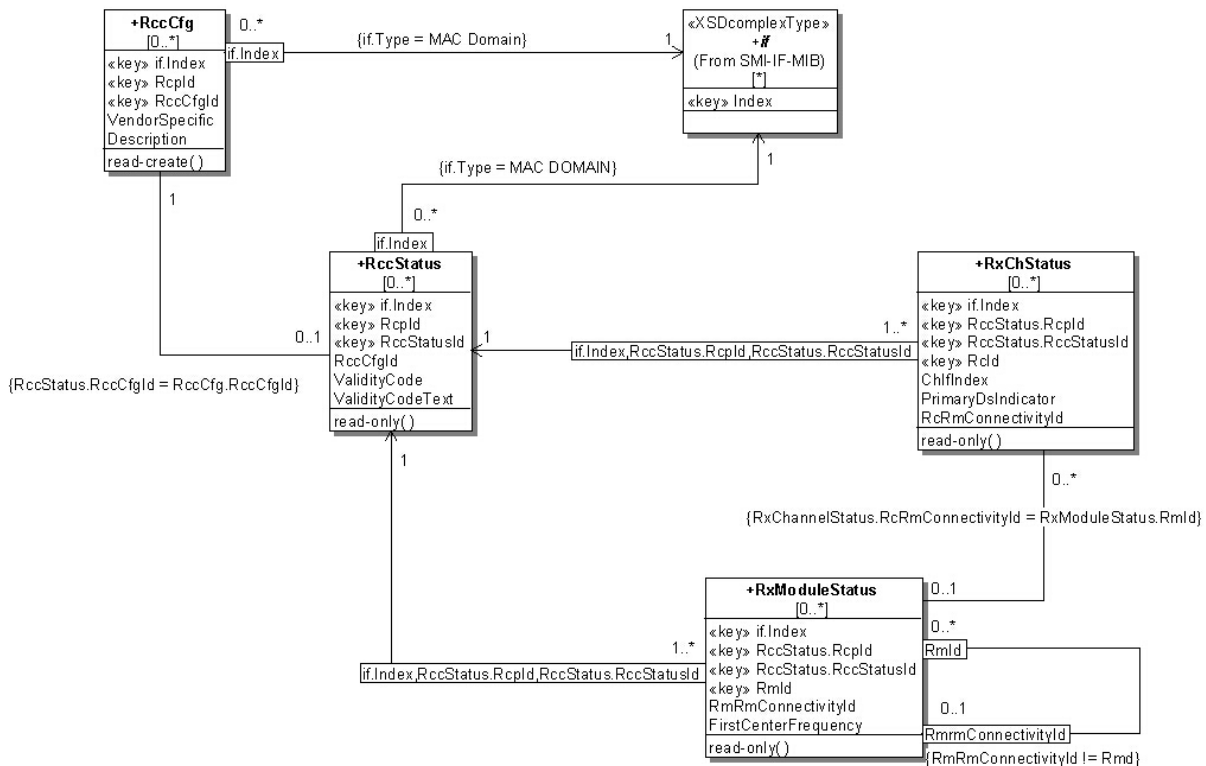 +RccCfg
[0..*]
«key» if.Index
«key» RcpId
«key» RccCfgId
VendorSpecific
Description
read-create()
0..*
if.Index
{if.Type = MAC Domain}
1
«XSDcomplexType»
+if
(From SMI-IF-MIB)
[*]
«key» Index
1
{if.Type = MAC DOMAIN}
0..*
if.Index
1
+RccStatus
[0..*]
«key» if.Index
«key» RcpId
«key» RccStatusId
RccCfgId
ValidityCode
ValidityCodeText
read-only()
0..1
{RccStatus.RccCfgId = RccCfg.RccCfgId}
1
1..*
if.Index,RccStatus.RcpId,RccStatus.RccStatusId
+RxChStatus
[0..*]
«key» if.Index
«key» RccStatus.RcpId
«key» RccStatus.RccStatusId
«key» RcId
ChIfIndex
PrimaryDsIndicator
RcRmConnectivityId
read-only()
1
0..*
{RxChannelStatus.RcRmConnectivityId = RxModuleStatus.RmId}
0..1
1..*
if.Index,RccStatus.RcpId,RccStatus.RccStatusId
+RxModuleStatus
[0..*]
«key» if.Index
«key» RccStatus.RcpId
«key» RccStatus.RccStatusId
«key» RmId
RmRmConnectivityId
FirstCenterFrequency
read-only()
0..*
RmId
0..1
RmrmConnectivityId
{RmRmConnectivityId != Rmd}